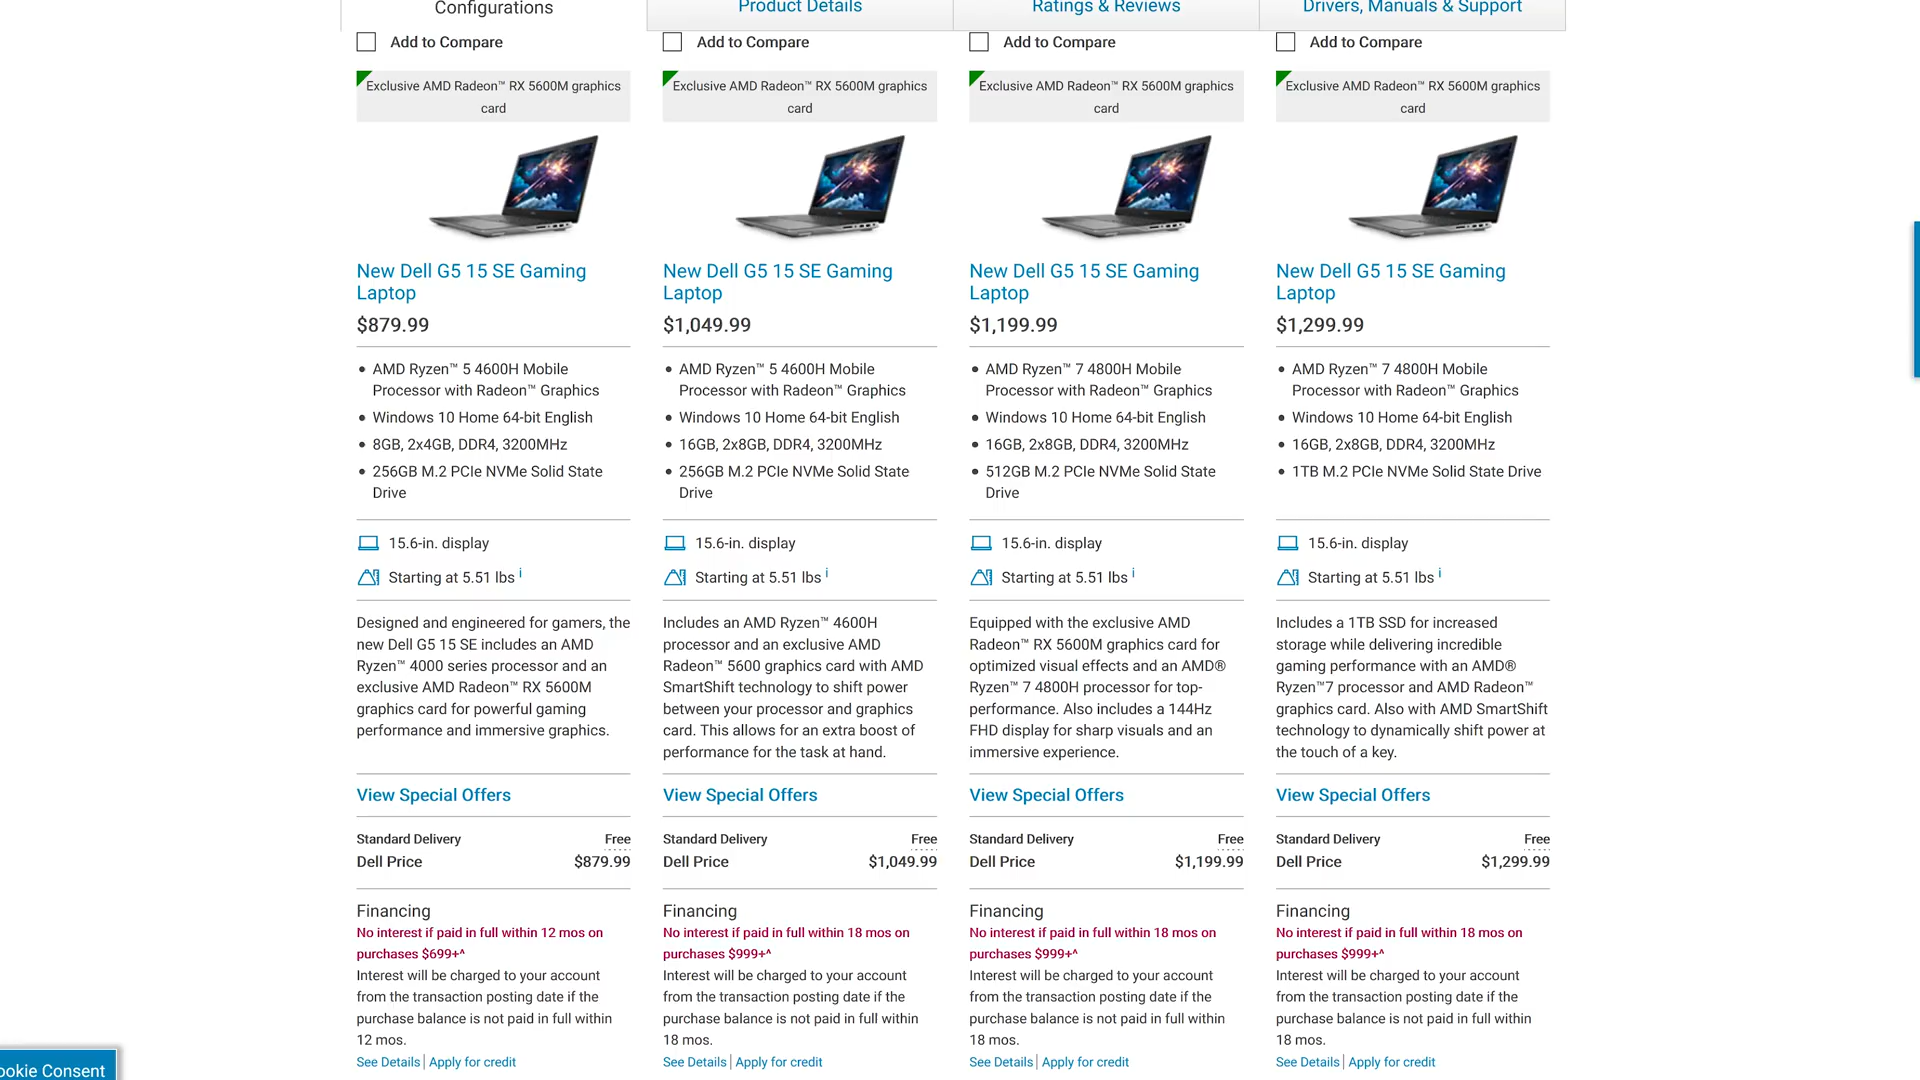 Configurations
Product Details
Ratings & Reviews
Drivers, Manuals & Support
Add to Compare
Add to Compare
Add to Compare
Add to Compare
Exclusive AMD Radeon™ RX 5600M graphics
card
Exclusive AMD Radeon™ RX 5600M graphics
card
Exclusive AMD Radeon™ RX 5600M graphics
card
Exclusive AMD Radeon™ RX 5600M graphics
card
New Dell G5 15 SE Gaming
Laptop
$879.99
AMD Ryzen™ 5 4600H Mobile
Processor with Radeon™ Graphics
Windows 10 Home 64-bit English
8GB, 2x4GB, DDR4, 3200MHz
256GB M.2 PCIe NVMe Solid State
Drive
15.6-in. display
Starting at 5.51 lbs i
Designed and engineered for gamers, the
new Dell G5 15 SE includes an AMD
Ryzen™ 4000 series processor and an
exclusive AMD Radeon™ RX 5600M
graphics card for powerful gaming
performance and immersive graphics.
View Special Offers
Standard Delivery Free
Dell Price $879.99
Financing
No interest if paid in full within 12 mos on
purchases $699+^
Interest will be charged to your account
from the transaction posting date if the
purchase balance is not paid in full within
12 mos.
See Details | Apply for credit
New Dell G5 15 SE Gaming
Laptop
$1,049.99
AMD Ryzen™ 5 4600H Mobile
Processor with Radeon™ Graphics
Windows 10 Home 64-bit English
16GB, 2x8GB, DDR4, 3200MHz
256GB M.2 PCIe NVMe Solid State
Drive
15.6-in. display
Starting at 5.51 lbs i
Includes an AMD Ryzen™ 4600H
processor and an exclusive AMD
Radeon™ 5600 graphics card with AMD
SmartShift technology to shift power
between your processor and graphics
card. This allows for an extra boost of
performance for the task at hand.
View Special Offers
Standard Delivery Free
Dell Price $1,049.99
Financing
No interest if paid in full within 18 mos on
purchases $999+^
Interest will be charged to your account
from the transaction posting date if the
purchase balance is not paid in full within
18 mos.
See Details | Apply for credit
New Dell G5 15 SE Gaming
Laptop
$1,199.99
AMD Ryzen™ 7 4800H Mobile
Processor with Radeon™ Graphics
Windows 10 Home 64-bit English
16GB, 2x8GB, DDR4, 3200MHz
512GB M.2 PCIe NVMe Solid State
Drive
15.6-in. display
Starting at 5.51 lbs i
Equipped with the exclusive AMD
Radeon™ RX 5600M graphics card for
optimized visual effects and an AMD®
Ryzen™ 7 4800H processor for top-
performance. Also includes a 144Hz
FHD display for sharp visuals and an
immersive experience.
View Special Offers
Standard Delivery Free
Dell Price $1,199.99
Financing
No interest if paid in full within 18 mos on
purchases $999+^
Interest will be charged to your account
from the transaction posting date if the
purchase balance is not paid in full within
18 mos.
See Details | Apply for credit
New Dell G5 15 SE Gaming
Laptop
$1,299.99
AMD Ryzen™ 7 4800H Mobile
Processor with Radeon™ Graphics
Windows 10 Home 64-bit English
16GB, 2x8GB, DDR4, 3200MHz
1TB M.2 PCIe NVMe Solid State Drive
15.6-in. display
Starting at 5.51 lbs i
Includes a 1TB SSD for increased
storage while delivering incredible
gaming performance with an AMD®
Ryzen™7 processor and AMD Radeon™
graphics card. Also with AMD SmartShift
technology to dynamically shift power at
the touch of a key.
View Special Offers
Standard Delivery Free
Dell Price $1,299.99
Financing
No interest if paid in full within 18 mos on
purchases $999+^
Interest will be charged to your account
from the transaction posting date if the
purchase balance is not paid in full within
18 mos.
See Details | Apply for credit
ookie Consent